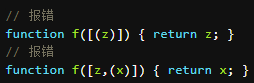 // 报错
function f([(z)]) { return z; }
// 报错
function f([z,(x)]) { return x; }